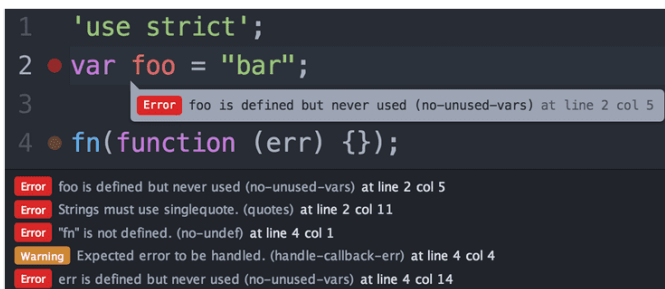 1 'use strict';
2 var foo = "bar";
3 Error foo is defined but never used (no-unused-vars) at line 2 col 5
4 fn(function (err) {});
Error foo is defined but never used (no-unused-vars) at line 2 col 5
Error Strings must use singlequote. (quotes) at line 2 col 11
Error "fn" is not defined. (no-undef) at line 4 col 1
Warning Expected error to be handled. (handle-callback-err) at line 4 col 4
Error err is defined but never used (no-unused-vars) at line 4 col 14